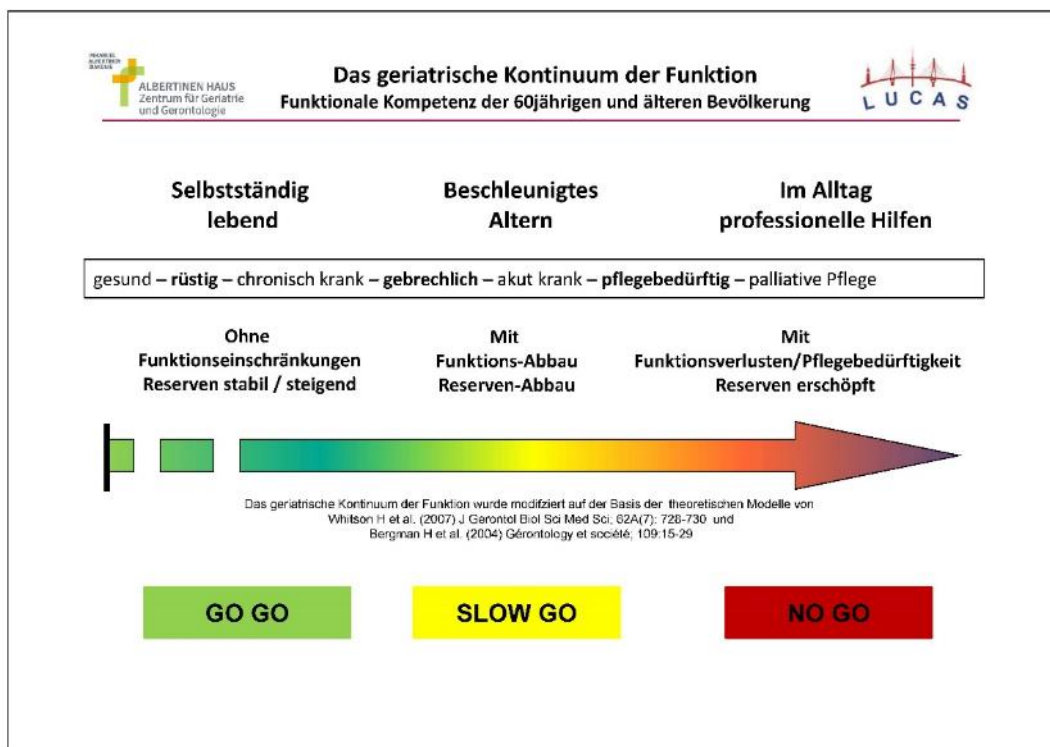 IMMANUEL
ALBERTINEN
DIAKONIE
ALBERTINEN HAUS
Zentrum für Geriatrie
und Gerontologie
Das geriatrische Kontinuum der Funktion
Funktionale Kompetenz der 60jährigen und älteren Bevölkerung
LUCAS
Selbstständig
lebend
Beschleunigtes
Altern
Im Alltag
professionelle Hilfen
gesund – rüstig – chronisch krank – gebrechlich – akut krank – pflegebedürftig – palliative Pflege
Ohne
Funktionseinschränkungen
Reserven stabil / steigend
Mit
Funktions-Abbau
Reserven-Abbau
Mit
Funktionsverlusten/Pflegebedürftigkeit
Reserven erschöpft
Das geriatrische Kontinuum der Funktion wurde modifziert auf der Basis der theoretischen Modelle von
Whitson H et al. (2007) J Gerontol Biol Sci Med Sci; 62A(7): 728-730 und
Bergman H et al. (2004) Gérontology et société; 109:15-29
GO GO
SLOW GO
NO GO